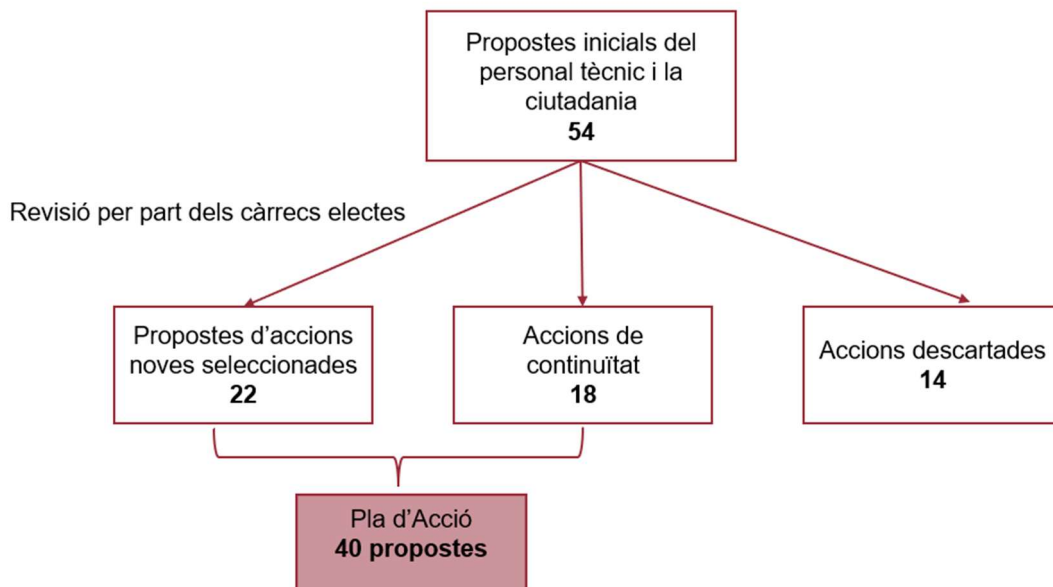 Propostes inicials del
personal tècnic i la
ciutadania
54
Revisió per part dels càrrecs electes
Propostes d’accions
noves seleccionades
22
Accions de
continuïtat
18
Accions descartades
14
Pla d’Acció
40 propostes